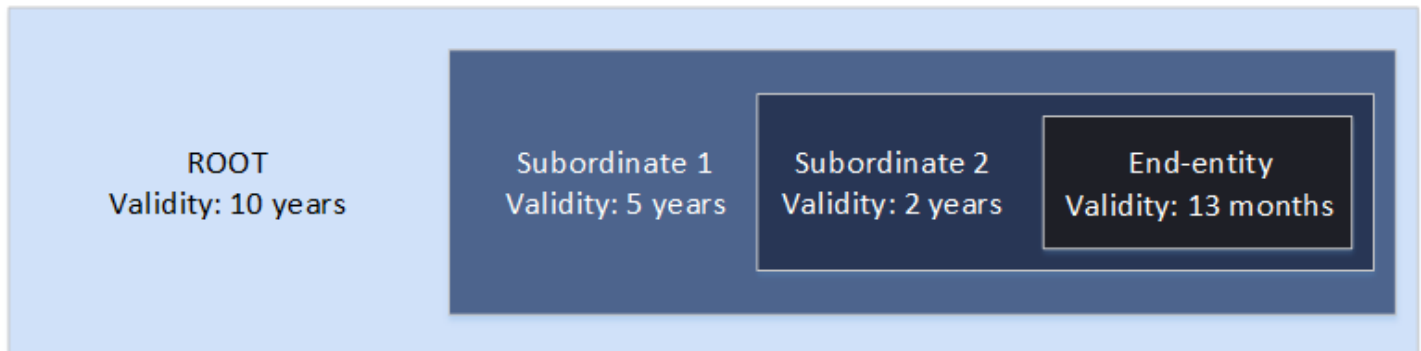 ROOT
Validity: 10 years
Subordinate 1
Validity: 5 years
Subordinate 2
Validity: 2 years
End-entity
Validity: 13 months